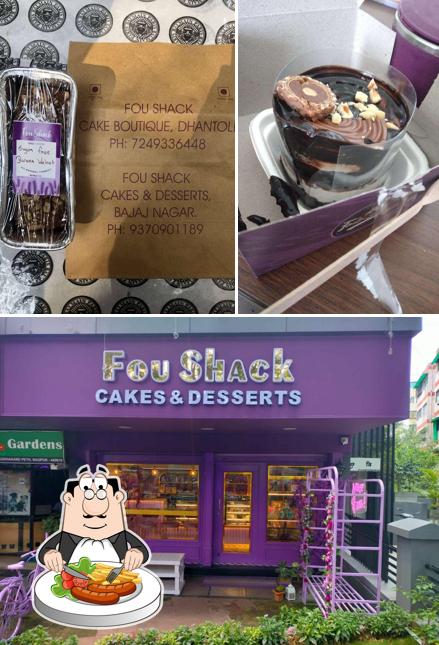 FOU SHACK
CAKE BOUTIQUE, DHANTOLI
PH: 7249336448
FOU SHACK
CAKES & DESSERTS,
BAJAJ NAGAR.
PH: 9370901189
Fou Shack
Sugar free
Banana Walnut
Fou Shack
CAKES & DESSERTS
Gardens